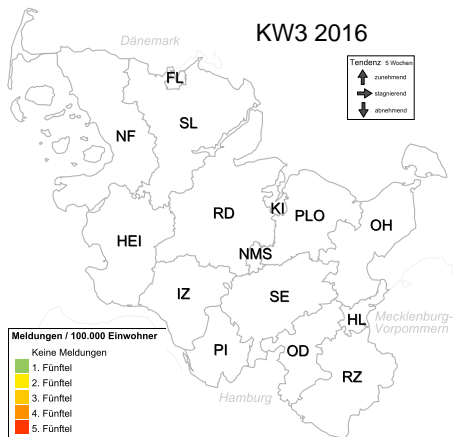 KW3 2016
Dänemark
Tendenz 5 Wochen
zunehmend
stagnierend
abnehmend
FL
SL
NF
RD
KI
PLO
OH
HEI
NMS
IZ
SE
HL
Mecklenburg-
Vorpommern
PI
OD
RZ
Hamburg
Meldungen / 100.000 Einwohner
Keine Meldungen
1. Fünftel
2. Fünftel
3. Fünftel
4. Fünftel
5. Fünftel